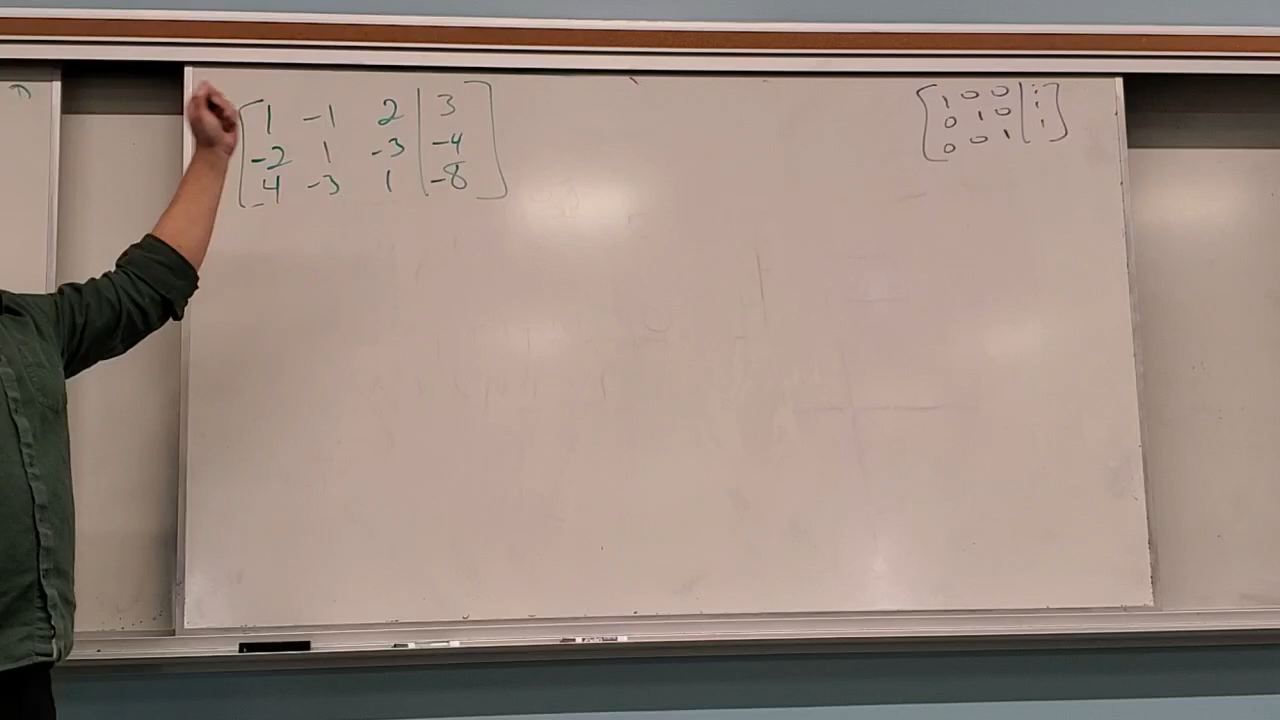 1 -1 2 | 3
-2 1 -3 | -4
4 -3 1 | -8
1 0 0 | :
0 1 0 | :
0 0 1 |